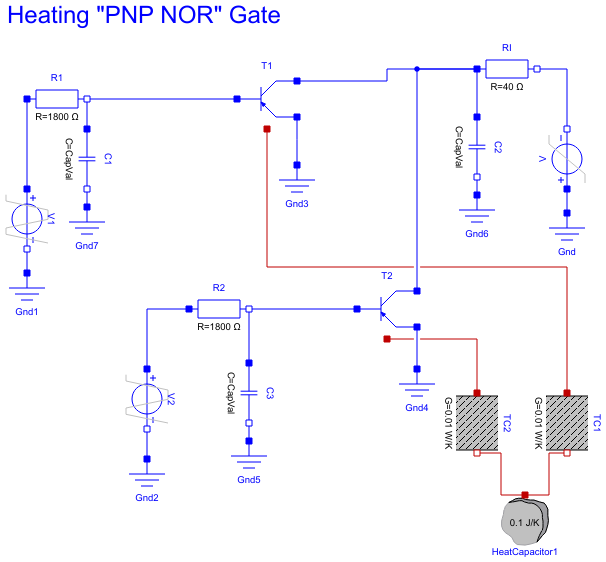 Heating "PNP NOR" Gate
T1
RI
R1
R=40 Ω
R=1800 Ω
C=CapVal
C1
C=CapVal
C2
V
+
-
+
V1
-
Gnd3
Gnd6
Gnd7
Gnd
Gnd1
T2
R2
R=1800 Ω
+
V2
-
C=CapVal
C3
Gnd4
G=0.01 W/K
TC2
G=0.01 W/K
TC1
Gnd5
Gnd2
0.1 J/K
HeatCapacitor1